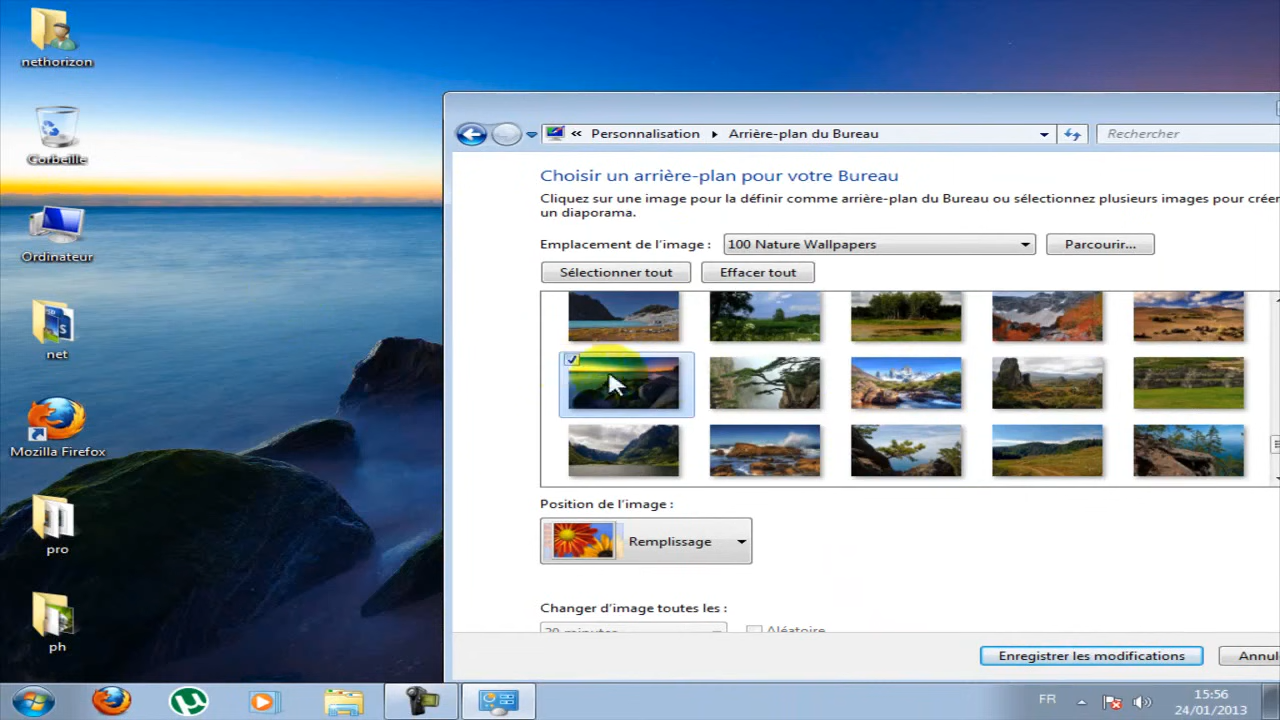 nethorizon
Corbeille
Ordinateur
net
Mozilla Firefox
pro
ph
« Personnalisation ▸ Arrière-plan du Bureau
Rechercher
Choisir un arrière-plan pour votre Bureau
Cliquez sur une image pour la définir comme arrière-plan du Bureau ou sélectionnez plusieurs images pour créer
un diaporama.
Emplacement de l'image :
100 Nature Wallpapers
Parcourir...
Sélectionner tout
Effacer tout
Position de l'image :
Remplissage
Changer d'image toutes les :
Aléatoire
Enregistrer les modifications
Annul
FR
15:56
24/01/2013